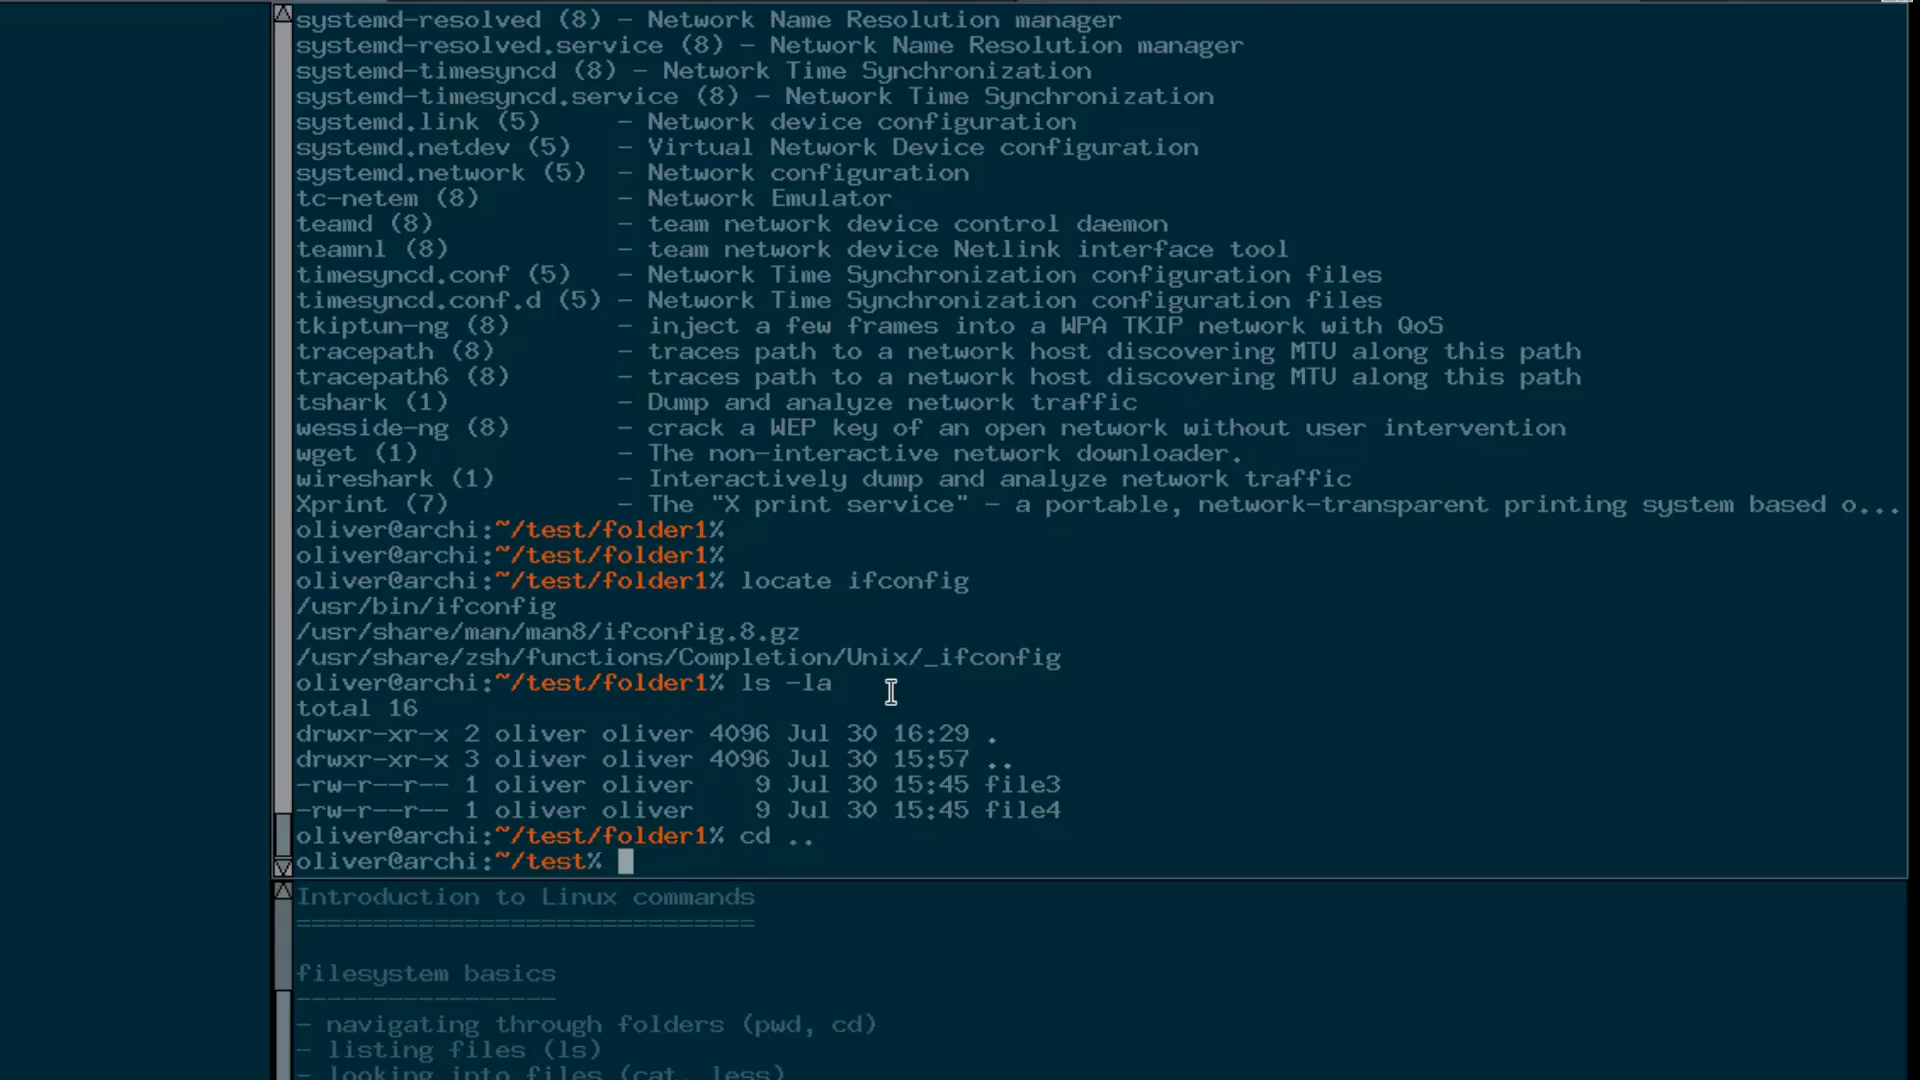 systemd-resolved (8) - Network Name Resolution manager
systemd-resolved.service (8) - Network Name Resolution manager
systemd-timesyncd (8) - Network Time Synchronization
systemd-timesyncd.service (8) - Network Time Synchronization
systemd.link (5)     - Network device configuration
systemd.netdev (5)   - Virtual Network Device configuration
systemd.network (5)  - Network configuration
tc-netem (8)         - Network Emulator
teamd (8)            - team network device control daemon
teamnl (8)           - team network device Netlink interface tool
timesyncd.conf (5)   - Network Time Synchronization configuration files
timesyncd.conf.d (5) - Network Time Synchronization configuration files
tkiptun-ng (8)       - inject a few frames into a WPA TKIP network with QoS
tracepath (8)        - traces path to a network host discovering MTU along this path
tracepath6 (8)       - traces path to a network host discovering MTU along this path
tshark (1)           - Dump and analyze network traffic
wesside-ng (8)       - crack a WEP key of an open network without user intervention
wget (1)             - The non-interactive network downloader.
wireshark (1)        - Interactively dump and analyze network traffic
Xprint (7)           - The "X print service" - a portable, network-transparent printing system based o...
oliver@archi:~/test/folder1%
oliver@archi:~/test/folder1%
oliver@archi:~/test/folder1% locate ifconfig
/usr/bin/ifconfig
/usr/share/man/man8/ifconfig.8.gz
/usr/share/zsh/functions/Completion/Unix/_ifconfig
oliver@archi:~/test/folder1% ls -la
total 16
drwxr-xr-x 2 oliver oliver 4096 Jul 30 16:29 .
drwxr-xr-x 3 oliver oliver 4096 Jul 30 15:57 ..
-rw-r--r-- 1 oliver oliver    9 Jul 30 15:45 file3
-rw-r--r-- 1 oliver oliver    9 Jul 30 15:45 file4
oliver@archi:~/test/folder1% cd ..
oliver@archi:~/test%
Introduction to Linux commands
==============================
filesystem basics
-----------------
- navigating through folders (pwd, cd)
- listing files (ls)
- looking into files (cat, less)